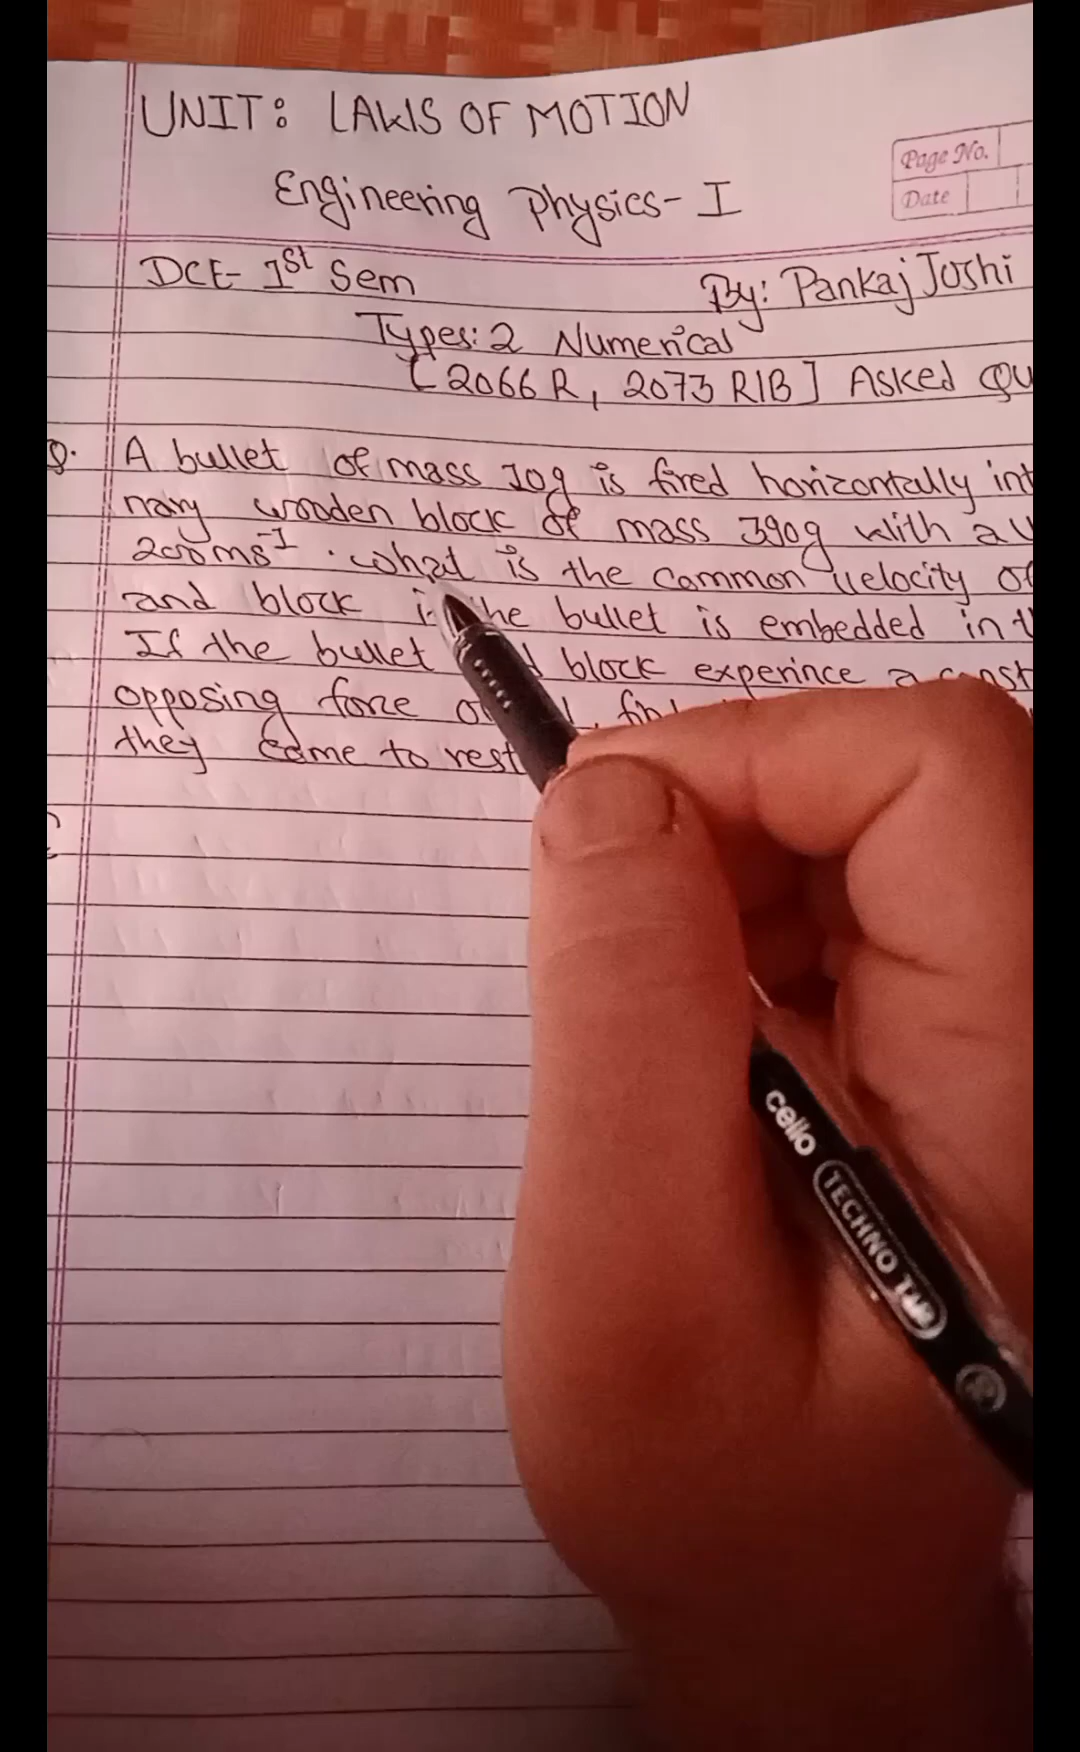 UNIT: LAWS OF MOTION
Engineering Physics-I
Page No.
Date
DCE- 1st Sem
By: Pankaj Joshi
Types: 2 Numerical
[2066 R, 2073 R/B] Asked Qu
Q. A bullet of mass 10g is fired horizontally int
nary wooden block of mass 390g with a
200ms-1. What is the common velocity of
and block the bullet is embedded in t
If the bullet block experince a const
opposing force
they come to rest
cello
TECHNO